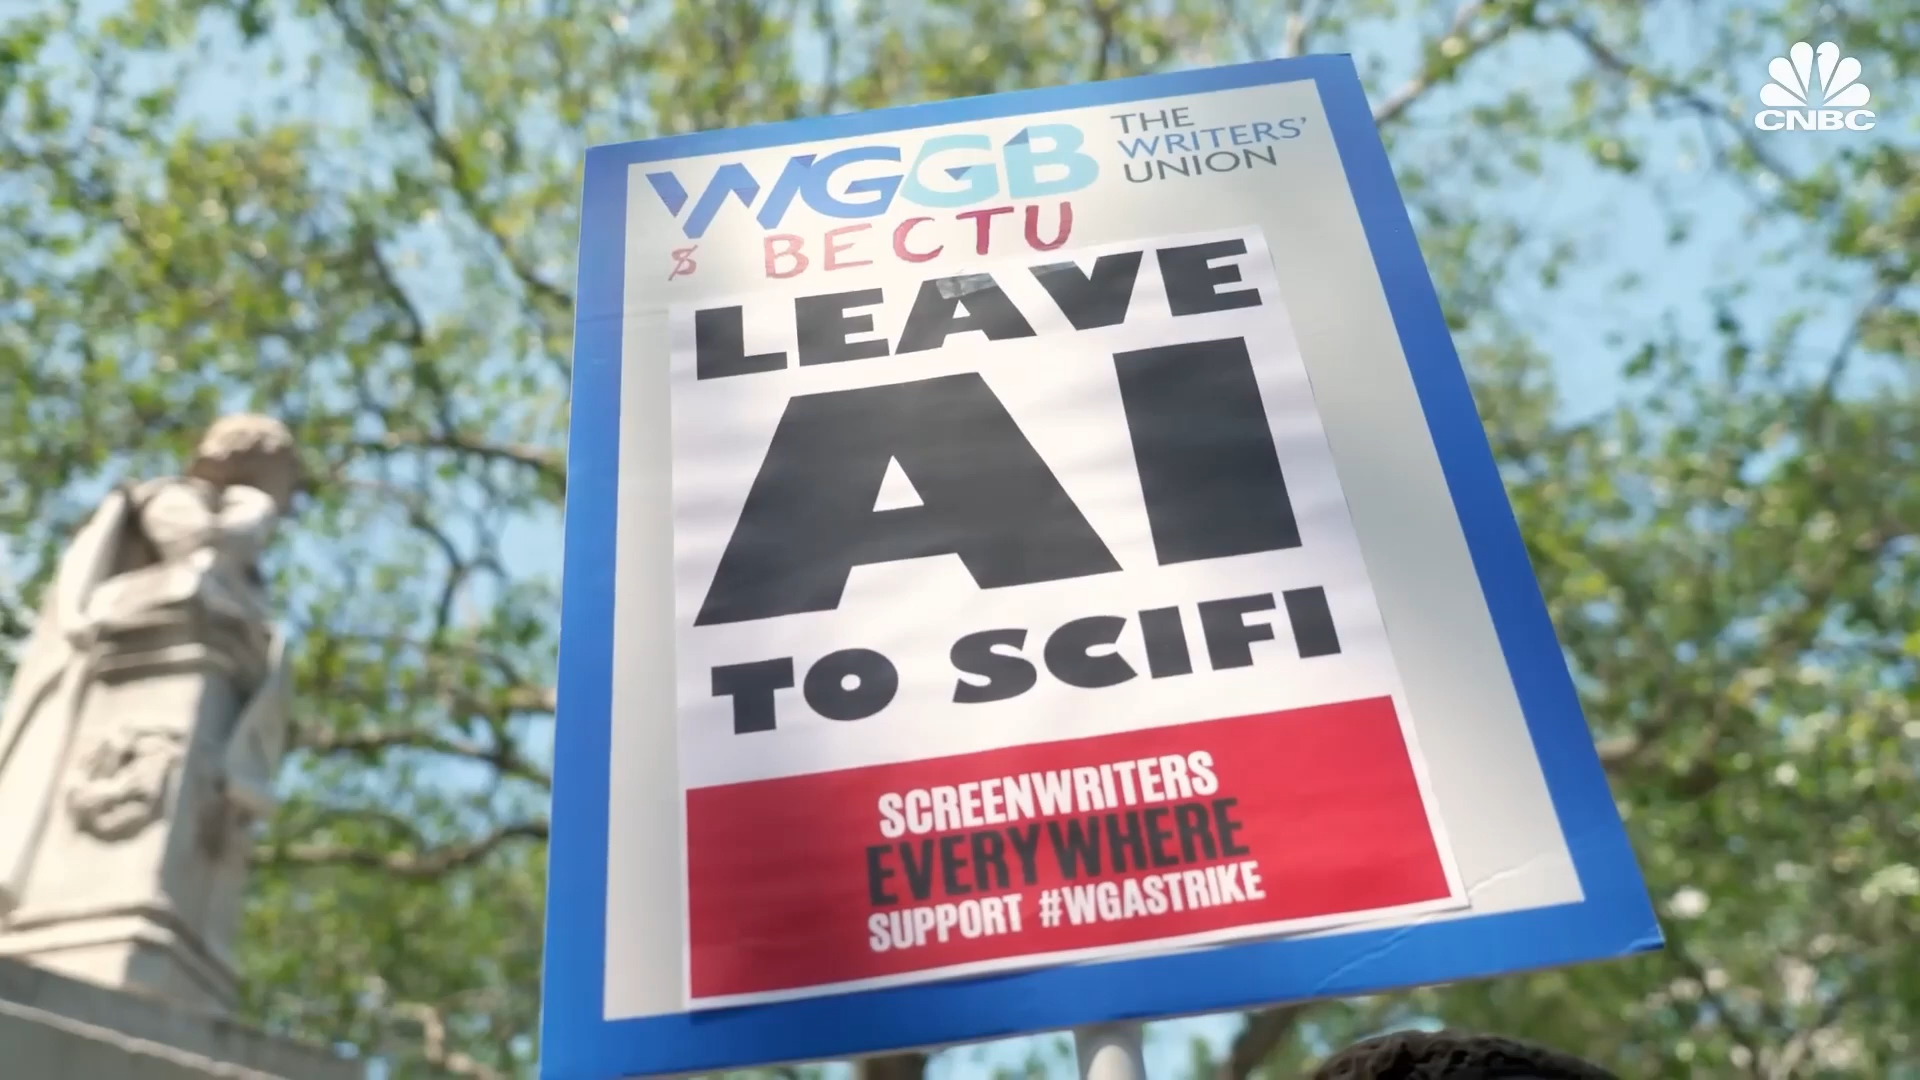 CNBC
WGGB
THE
WRITERS'
UNION
& BECTU
LEAVE
AI
TO SCIFI
SCREENWRITERS
EVERYWHERE
SUPPORT #WGASTRIKE